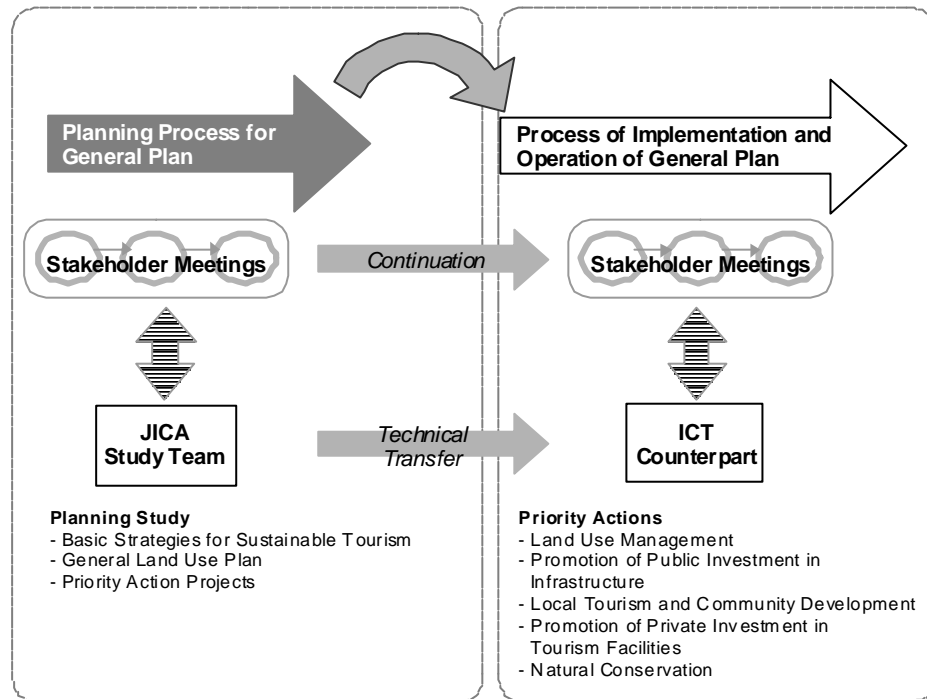 Planning Process for
General Plan
Process of Implementation and
Operation of General Plan
Stakeholder Meetings
Continuation
Stakeholder Meetings
JICA
Study Team
Technical
Transfer
ICT
Counterpart
Planning Study
- Basic Strategies for Sustainable Tourism
- General Land Use Plan
- Priority Action Projects
Priority Actions
- Land Use Management
- Promotion of Public Investment in
Infrastructure
- Local Tourism and Community Development
- Promotion of Private Investment in
Tourism Facilities
- Natural Conservation